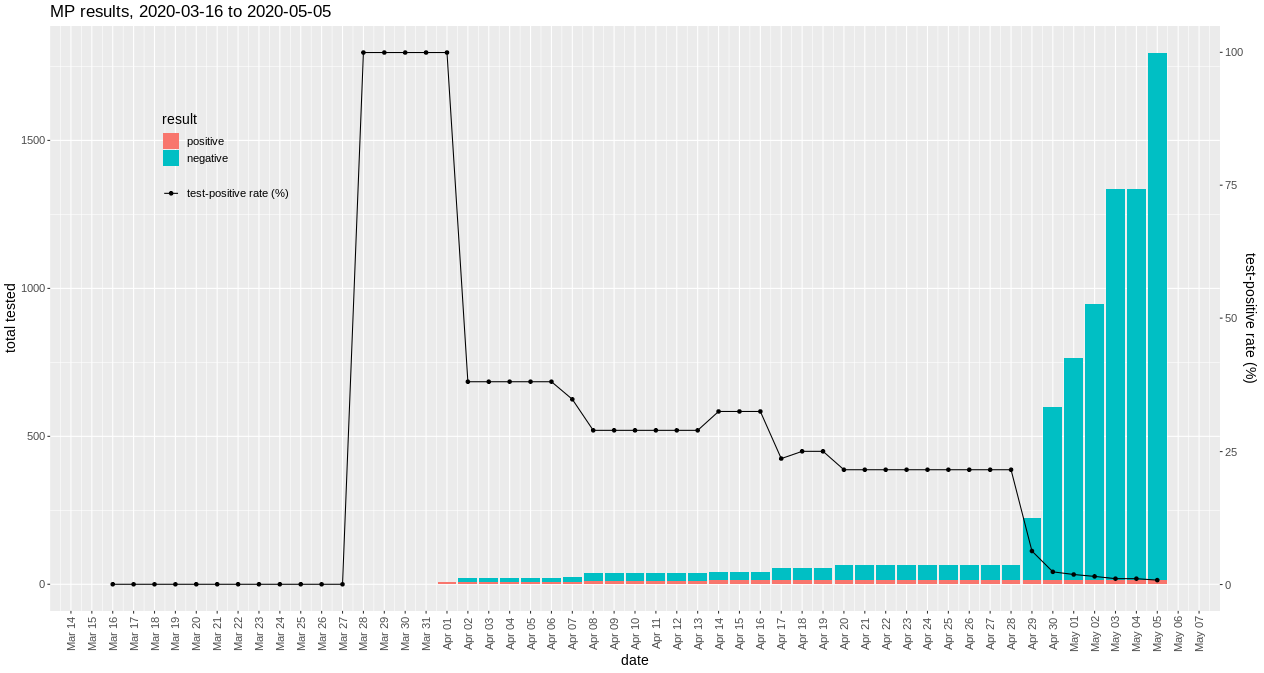 MP results, 2020-03-16 to 2020-05-05
total tested
1500
1000
500
0
result
positive
negative
test-positive rate (%)
100
75
50
25
0
test-positive rate (%)
Mar 14
Mar 15
Mar 16
Mar 17
Mar 18
Mar 19
Mar 20
Mar 21
Mar 22
Mar 23
Mar 24
Mar 25
Mar 26
Mar 27
Mar 28
Mar 29
Mar 30
Mar 31
Apr 01
Apr 02
Apr 03
Apr 04
Apr 05
Apr 06
Apr 07
Apr 08
Apr 09
Apr 10
Apr 11
Apr 12
Apr 13
Apr 14
Apr 15
Apr 16
Apr 17
Apr 18
Apr 19
Apr 20
Apr 21
Apr 22
Apr 23
Apr 24
Apr 25
Apr 26
Apr 27
Apr 28
Apr 29
Apr 30
May 01
May 02
May 03
May 04
May 05
May 06
May 07
date